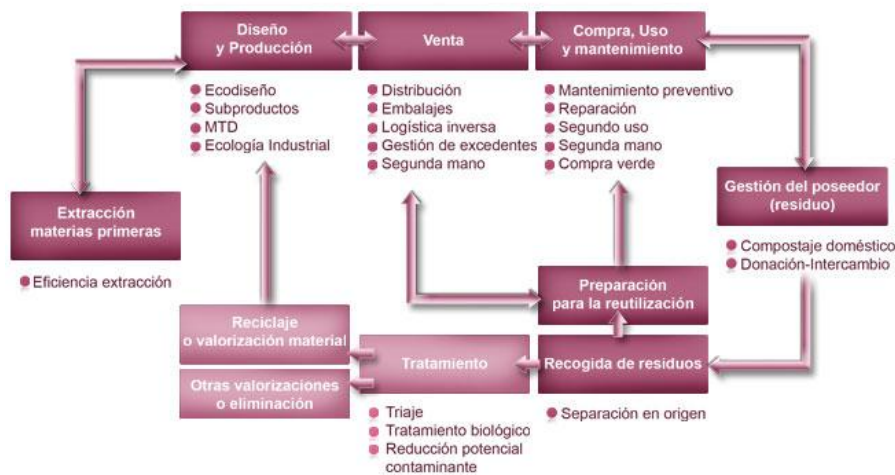 Diseño
y Producción
Venta
Compra, Uso
y mantenimiento
Ecodiseño
Subproductos
MTD
Ecología Industrial
Distribución
Embalajes
Logística inversa
Gestión de excedentes
Segunda mano
Mantenimiento preventivo
Reparación
Segundo uso
Segunda mano
Compra verde
Extracción
materias primeras
Eficiencia extracción
Gestión del poseedor
(residuo)
Compostaje doméstico
Donación-Intercambio
Preparación
para la reutilización
Reciclaje
o valorización material
Tratamiento
Recogida de residuos
Otras valorizaciones
o eliminación
Triaje
Tratamiento biológico
Reducción potencial
contaminante
Separación en origen